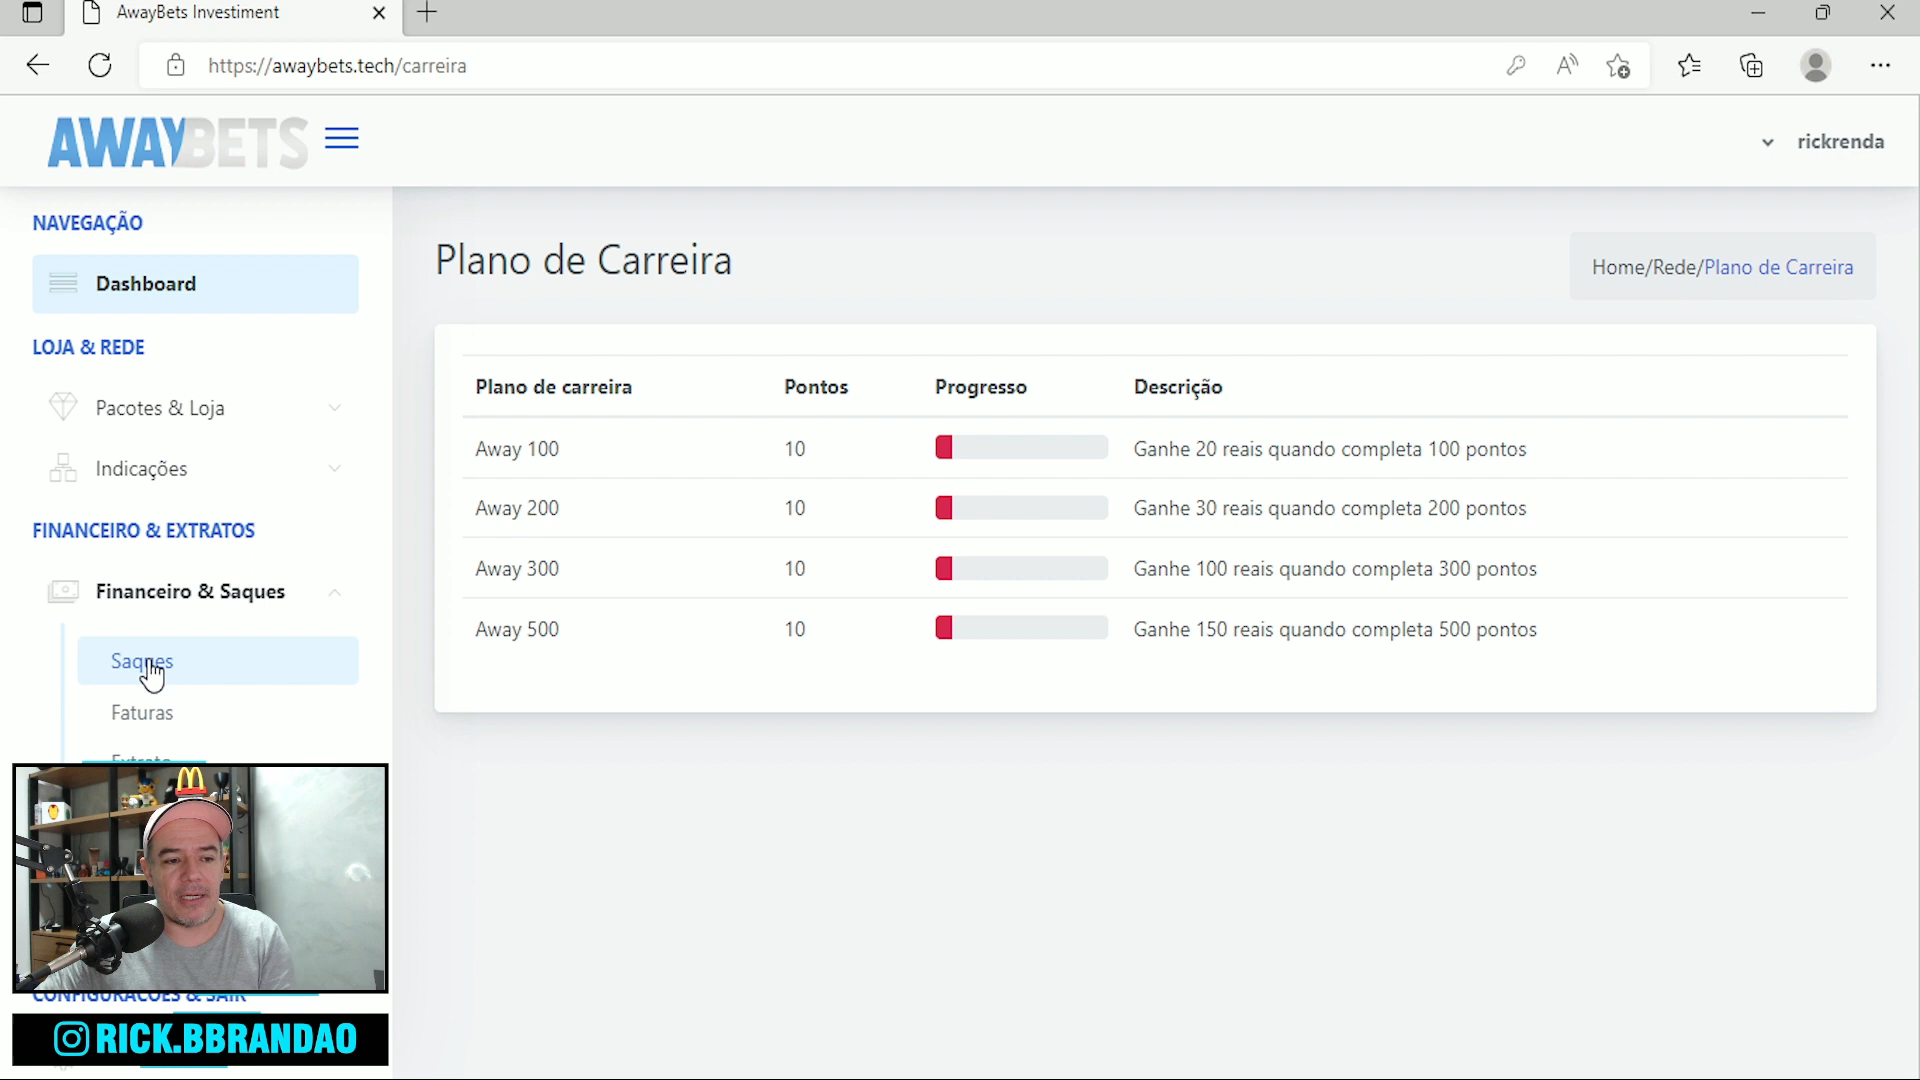 AwayBets Investiment
https://awaybets.tech/carreira
AWAYBETS
rickrenda
NAVEGAÇÃO
Dashboard
LOJA & REDE
Pacotes & Loja
Indicações
FINANCEIRO & EXTRATOS
Financeiro & Saques
Saques
Faturas
Extrato
CONFIGURAÇÕES & SAIR
RICK.BBRANDAO
Plano de Carreira
Home/Rede/Plano de Carreira
Plano de carreira Pontos Progresso Descrição
Away 100 10 Ganhe 20 reais quando completa 100 pontos
Away 200 10 Ganhe 30 reais quando completa 200 pontos
Away 300 10 Ganhe 100 reais quando completa 300 pontos
Away 500 10 Ganhe 150 reais quando completa 500 pontos